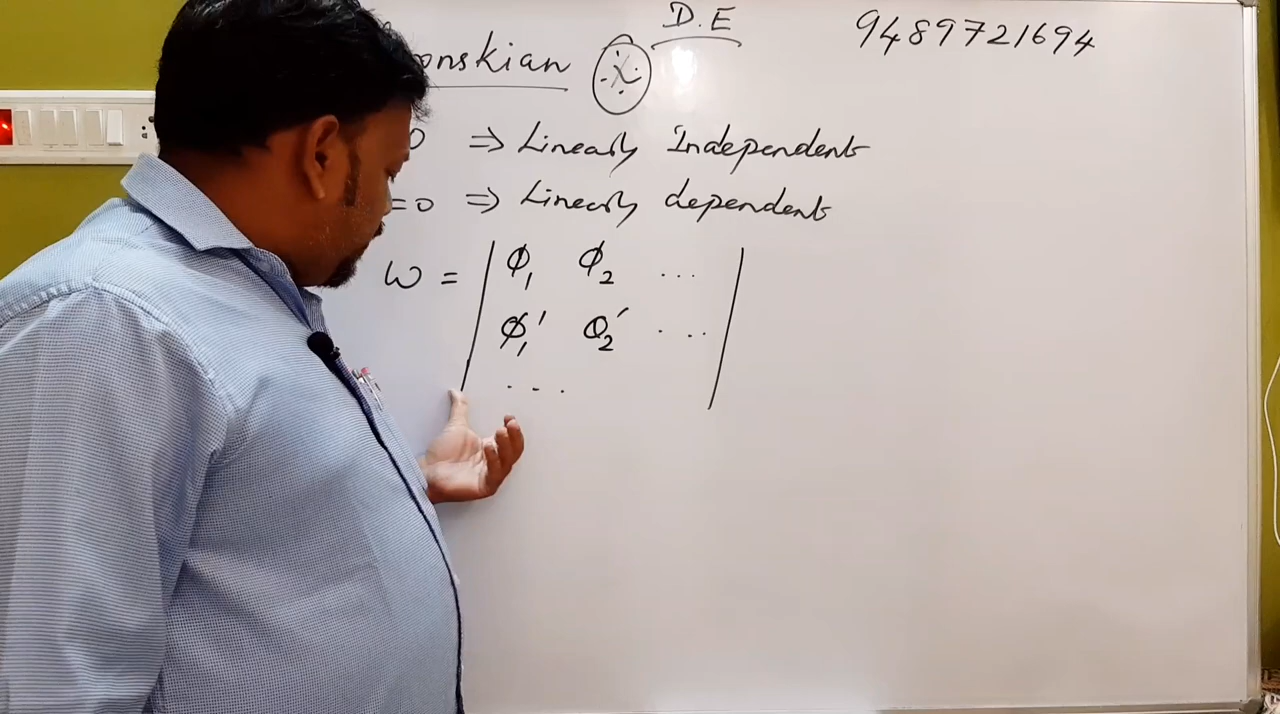 D.E 9489721694
onskian
0 ⇒ Linearly Independents
=0 ⇒ Linearly dependents
W = | ϕ₁ ϕ₂ ... |
ϕ₁′ ϕ₂′ ...
...